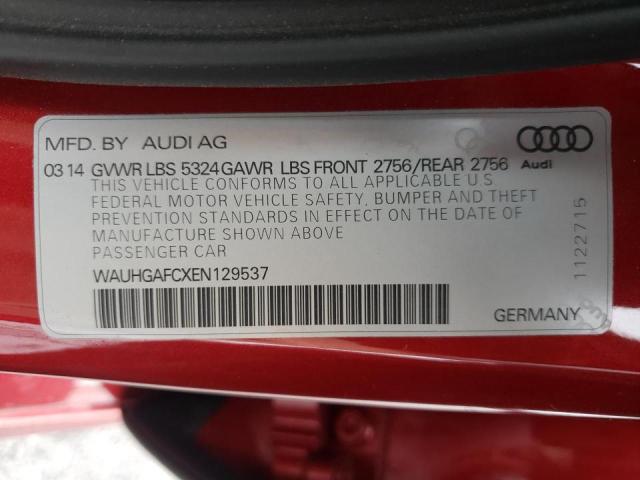 MFD. BY AUDI AG
03 14 GVWR LBS 5324 GAWR LBS FRONT 2756/REAR 2756
Audi
THIS VEHICLE CONFORMS TO ALL APPLICABLE U.S
FEDERAL MOTOR VEHICLE SAFETY, BUMPER AND THEFT
PREVENTION STANDARDS IN EFFECT ON THE DATE OF
MANUFACTURE SHOWN ABOVE
PASSENGER CAR
WAUHGAFCXEN129537
1122715
GERMANY